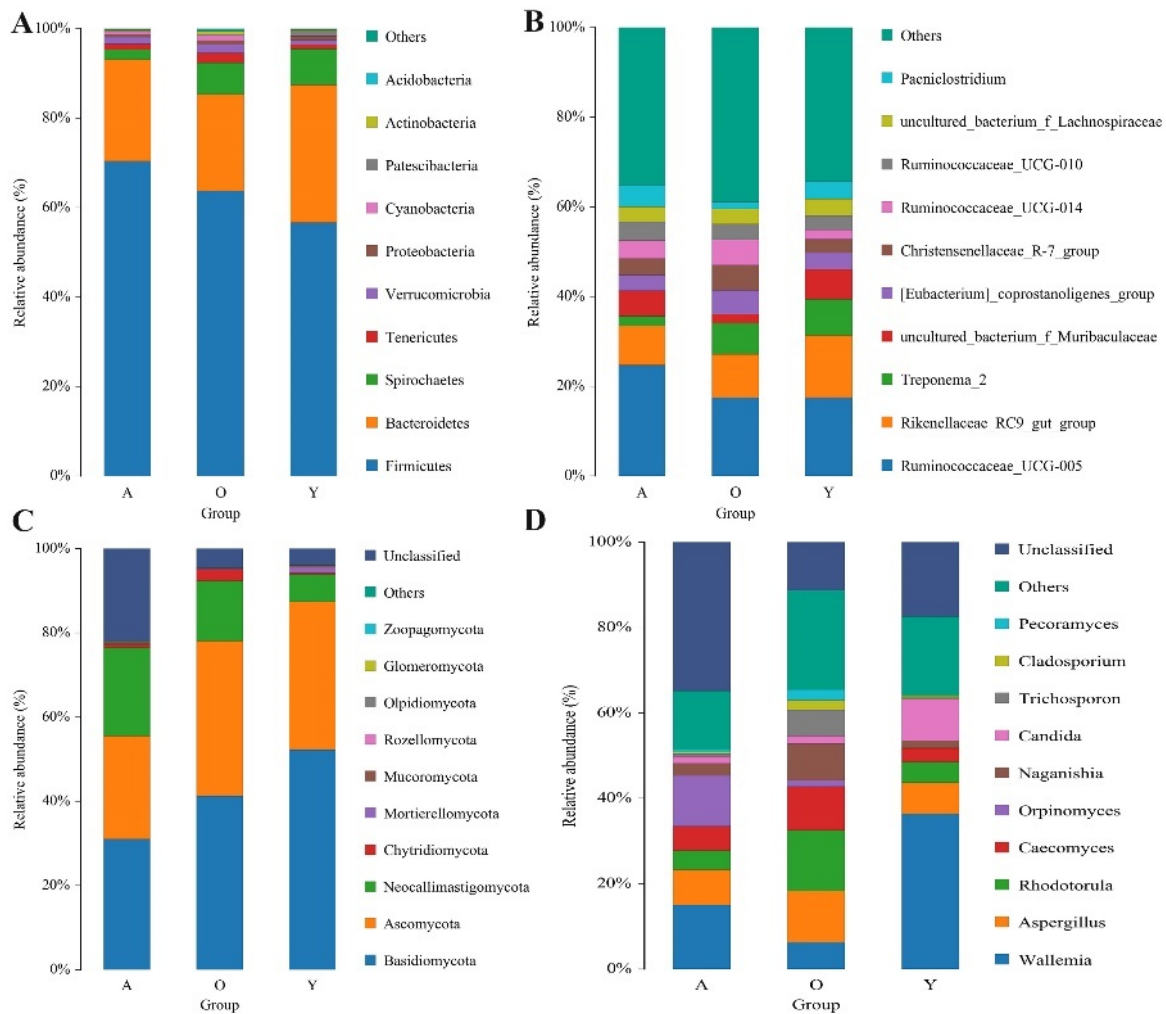 A
100%
80%
60%
40%
20%
0%
Relative abundance (%)
A O Y
Group
Others
Acidobacteria
Actinobacteria
Patescibacteria
Cyanobacteria
Proteobacteria
Verrucomicrobia
Tenericutes
Spirochaetes
Bacteroidetes
Firmicutes
B
100%
80%
60%
40%
20%
0%
Relative abundance (%)
A O Y
Group
Others
Paeniclostridium
uncultured_bacterium_f_Lachnospiraceae
Ruminococcaceae_UCG-010
Ruminococcaceae_UCG-014
Christensenellaceae_R-7_group
[Eubacterium]_coprostanoligenes_group
uncultured_bacterium_f_Muribaculaceae
Treponema_2
Rikenellaceae_RC9_gut_group
Ruminococcaceae_UCG-005
C
100%
80%
60%
40%
20%
0%
Relative abundance (%)
A O Y
Group
Unclassified
Others
Zoopagomycota
Glomeromycota
Olpidiomycota
Rozellomycota
Mucoromycota
Mortierellomycota
Chytridiomycota
Neocallimastigomycota
Ascomycota
Basidiomycota
D
100%
80%
60%
40%
20%
0%
Relative abundance (%)
A O Y
Group
Unclassified
Others
Pecoramyces
Cladosporium
Trichosporon
Candida
Naganishia
Orpinomyces
Caecomyces
Rhodotorula
Aspergillus
Wallemia